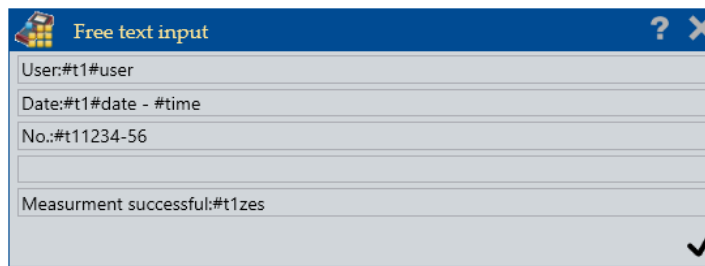 Free text input ?
User:#t1#user
Date:#t1#date - #time
No.:#t11234-56
Measurment successful:#t1zes